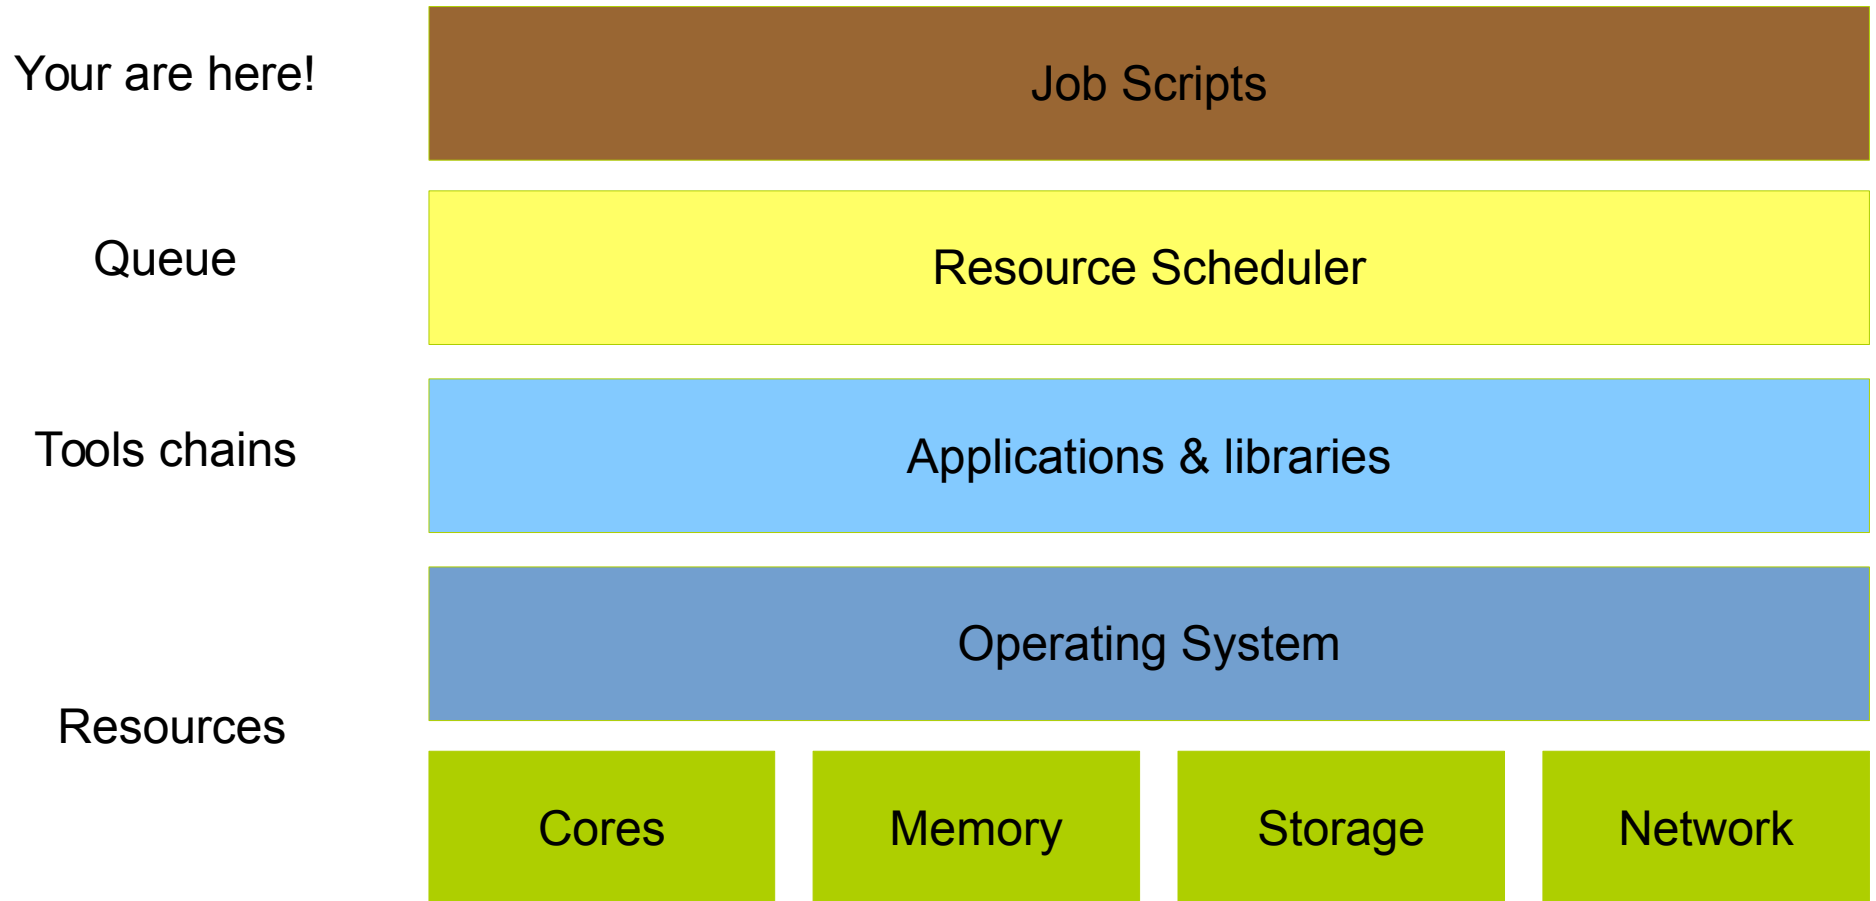 Your are here!
Job Scripts
Queue
Resource Scheduler
Tools chains
Applications & libraries
Operating System
Resources
Cores
Memory
Storage
Network